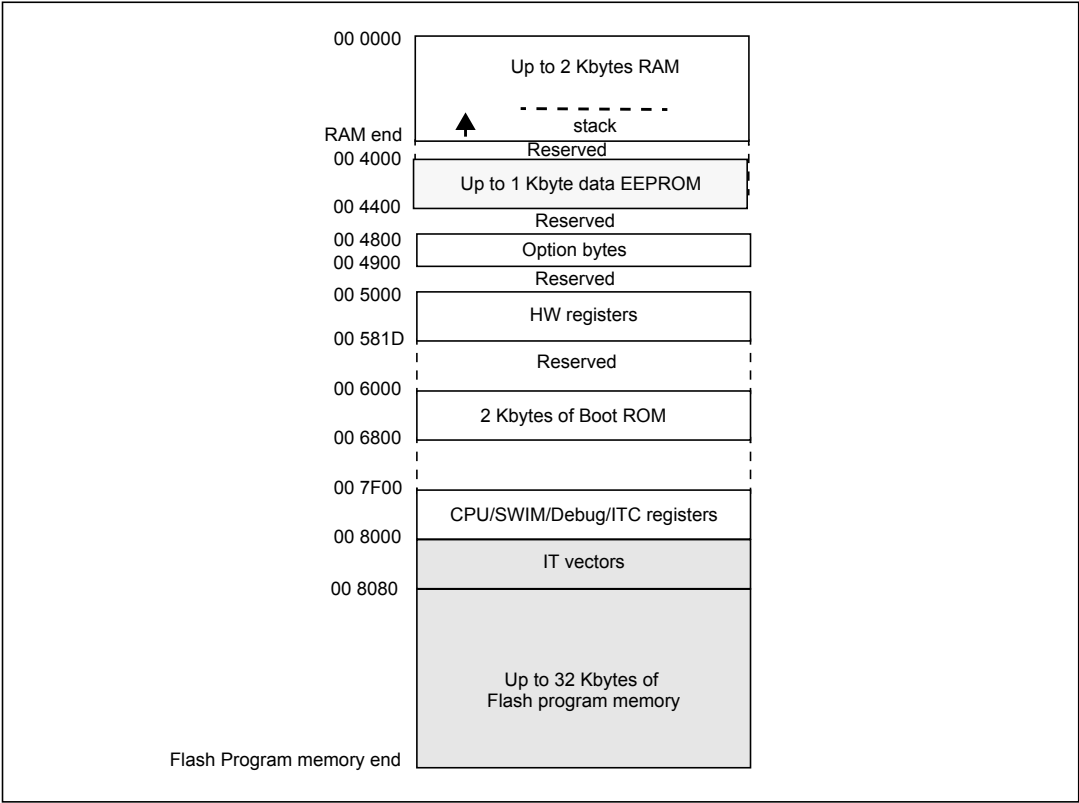 00 0000
Up to 2 Kbytes RAM
stack
RAM end
Reserved
00 4000
Up to 1 Kbyte data EEPROM
00 4400
Reserved
00 4800
Option bytes
00 4900
Reserved
00 5000
HW registers
00 581D
Reserved
00 6000
2 Kbytes of Boot ROM
00 6800
00 7F00
CPU/SWIM/Debug/ITC registers
00 8000
IT vectors
00 8080
Up to 32 Kbytes of
Flash program memory
Flash Program memory end